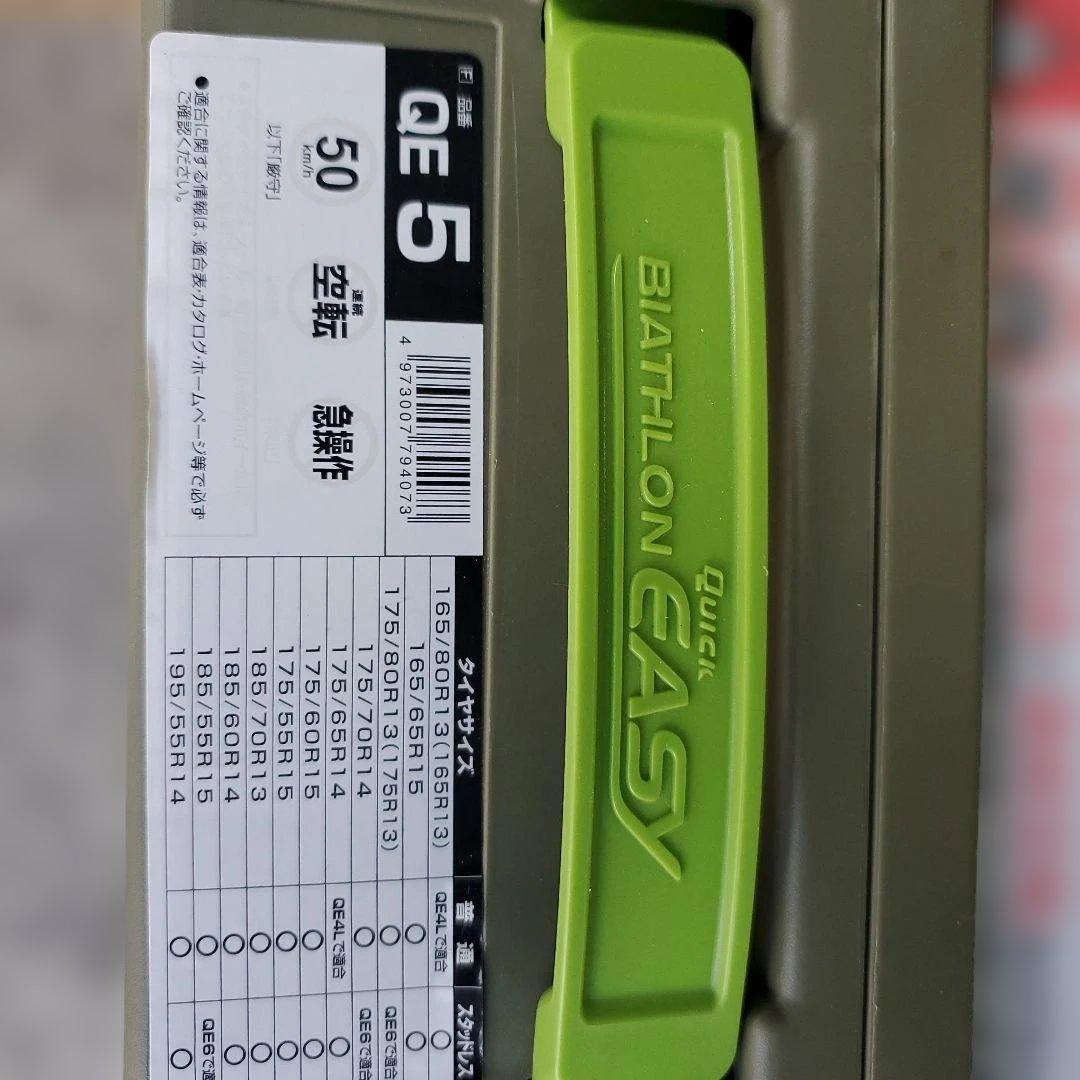 BIATHLON
Quick
EASY
F 品番
QE 5
4 973007 794073
50
km/h
以下「厳守」
連続
空転
急操作
●適合に関する情報は、適合表・カタログ・ホームページ等で必ず
ご確認ください。
タイヤサイズ 普通 スタッドレス
165/80R13(165R13) QE4Lで適合 ○
165/65R15 ○ ○
175/80R13(175R13) ○ QE6で適合
175/70R14 ○ QE6で適合
175/65R14 QE4Lで適合 ○
175/60R15 ○ ○
175/55R15 ○ ○
185/70R13 ○ ○
185/60R14 ○ ○
185/55R15 ○ QE6で適
195/55R14 ○ ○